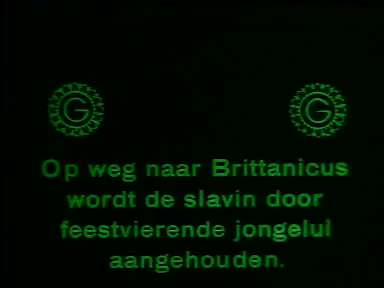 G G
Op weg naar Brittanicus
wordt de slavin door
feestvierende jongelui
aangehouden.